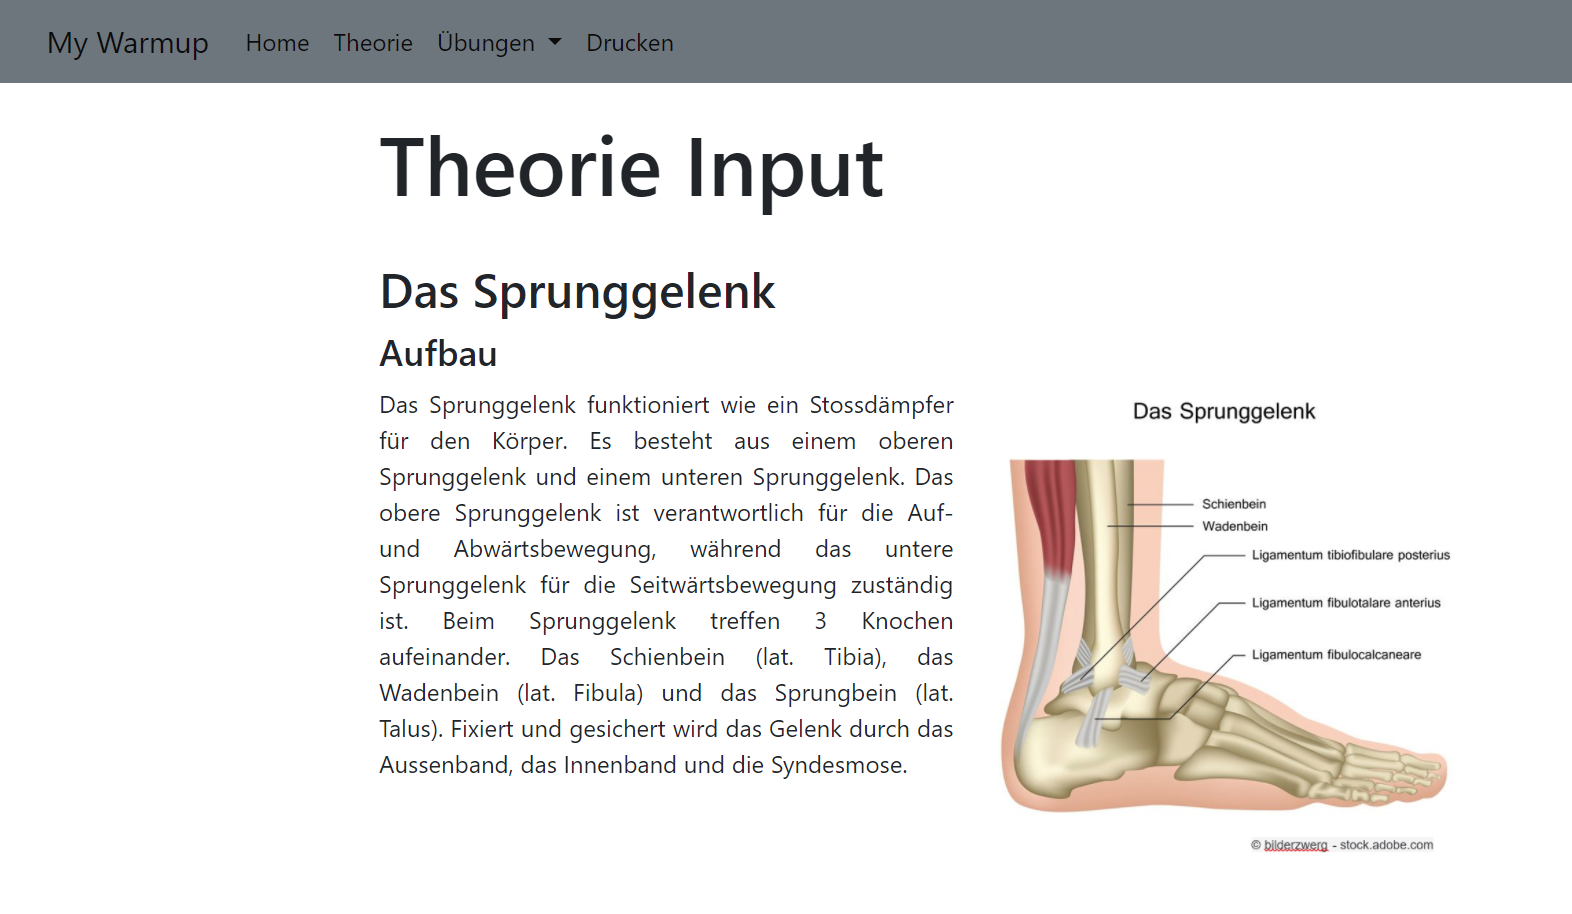 My Warmup Home Theorie Übungen Drucken
Theorie Input
Das Sprunggelenk
Aufbau
Das Sprunggelenk funktioniert wie ein Stossdämpfer
für den Körper. Es besteht aus einem oberen
Sprunggelenk und einem unteren Sprunggelenk. Das
obere Sprunggelenk ist verantwortlich für die Auf-
und Abwärtsbewegung, während das untere
Sprunggelenk für die Seitwärtsbewegung zuständig
ist. Beim Sprunggelenk treffen 3 Knochen
aufeinander. Das Schienbein (lat. Tibia), das
Wadenbein (lat. Fibula) und das Sprungbein (lat.
Talus). Fixiert und gesichert wird das Gelenk durch das
Aussenband, das Innenband und die Syndesmose.
Das Sprunggelenk
Schienbein
Wadenbein
Ligamentum tibiofibulare posterius
Ligamentum fibulotalare anterius
Ligamentum fibulocalcaneare
© bilderzwerg - stock.adobe.com